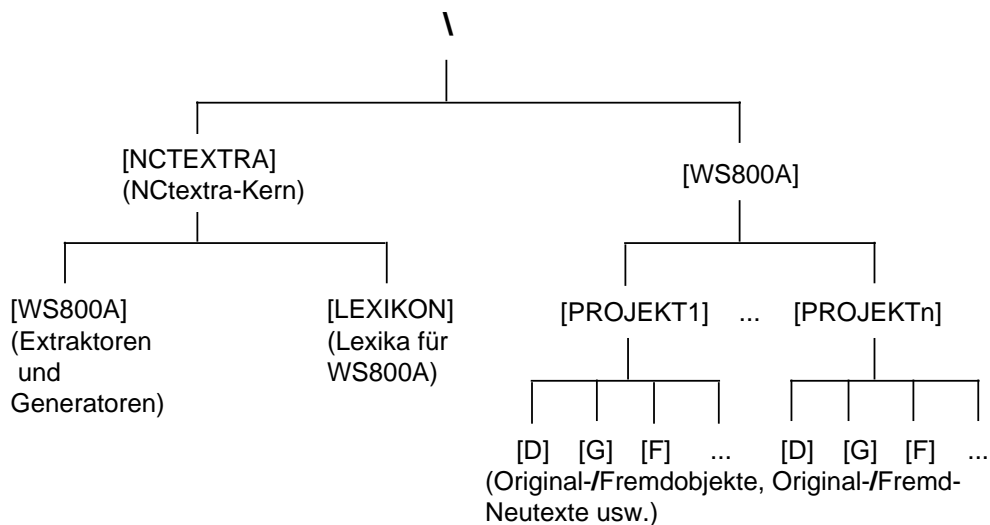 \
[NCTEXTRA]
(NCtextra-Kern)
[WS800A]
[WS800A]
(Extraktoren
und
Generatoren)
[LEXIKON]
(Lexika für
WS800A)
[PROJEKT1] ... [PROJEKTn]
[D] [G] [F] ... [D] [G] [F] ...
(Original-/Fremdobjekte, Original-/Fremd-
Neutexte usw.)